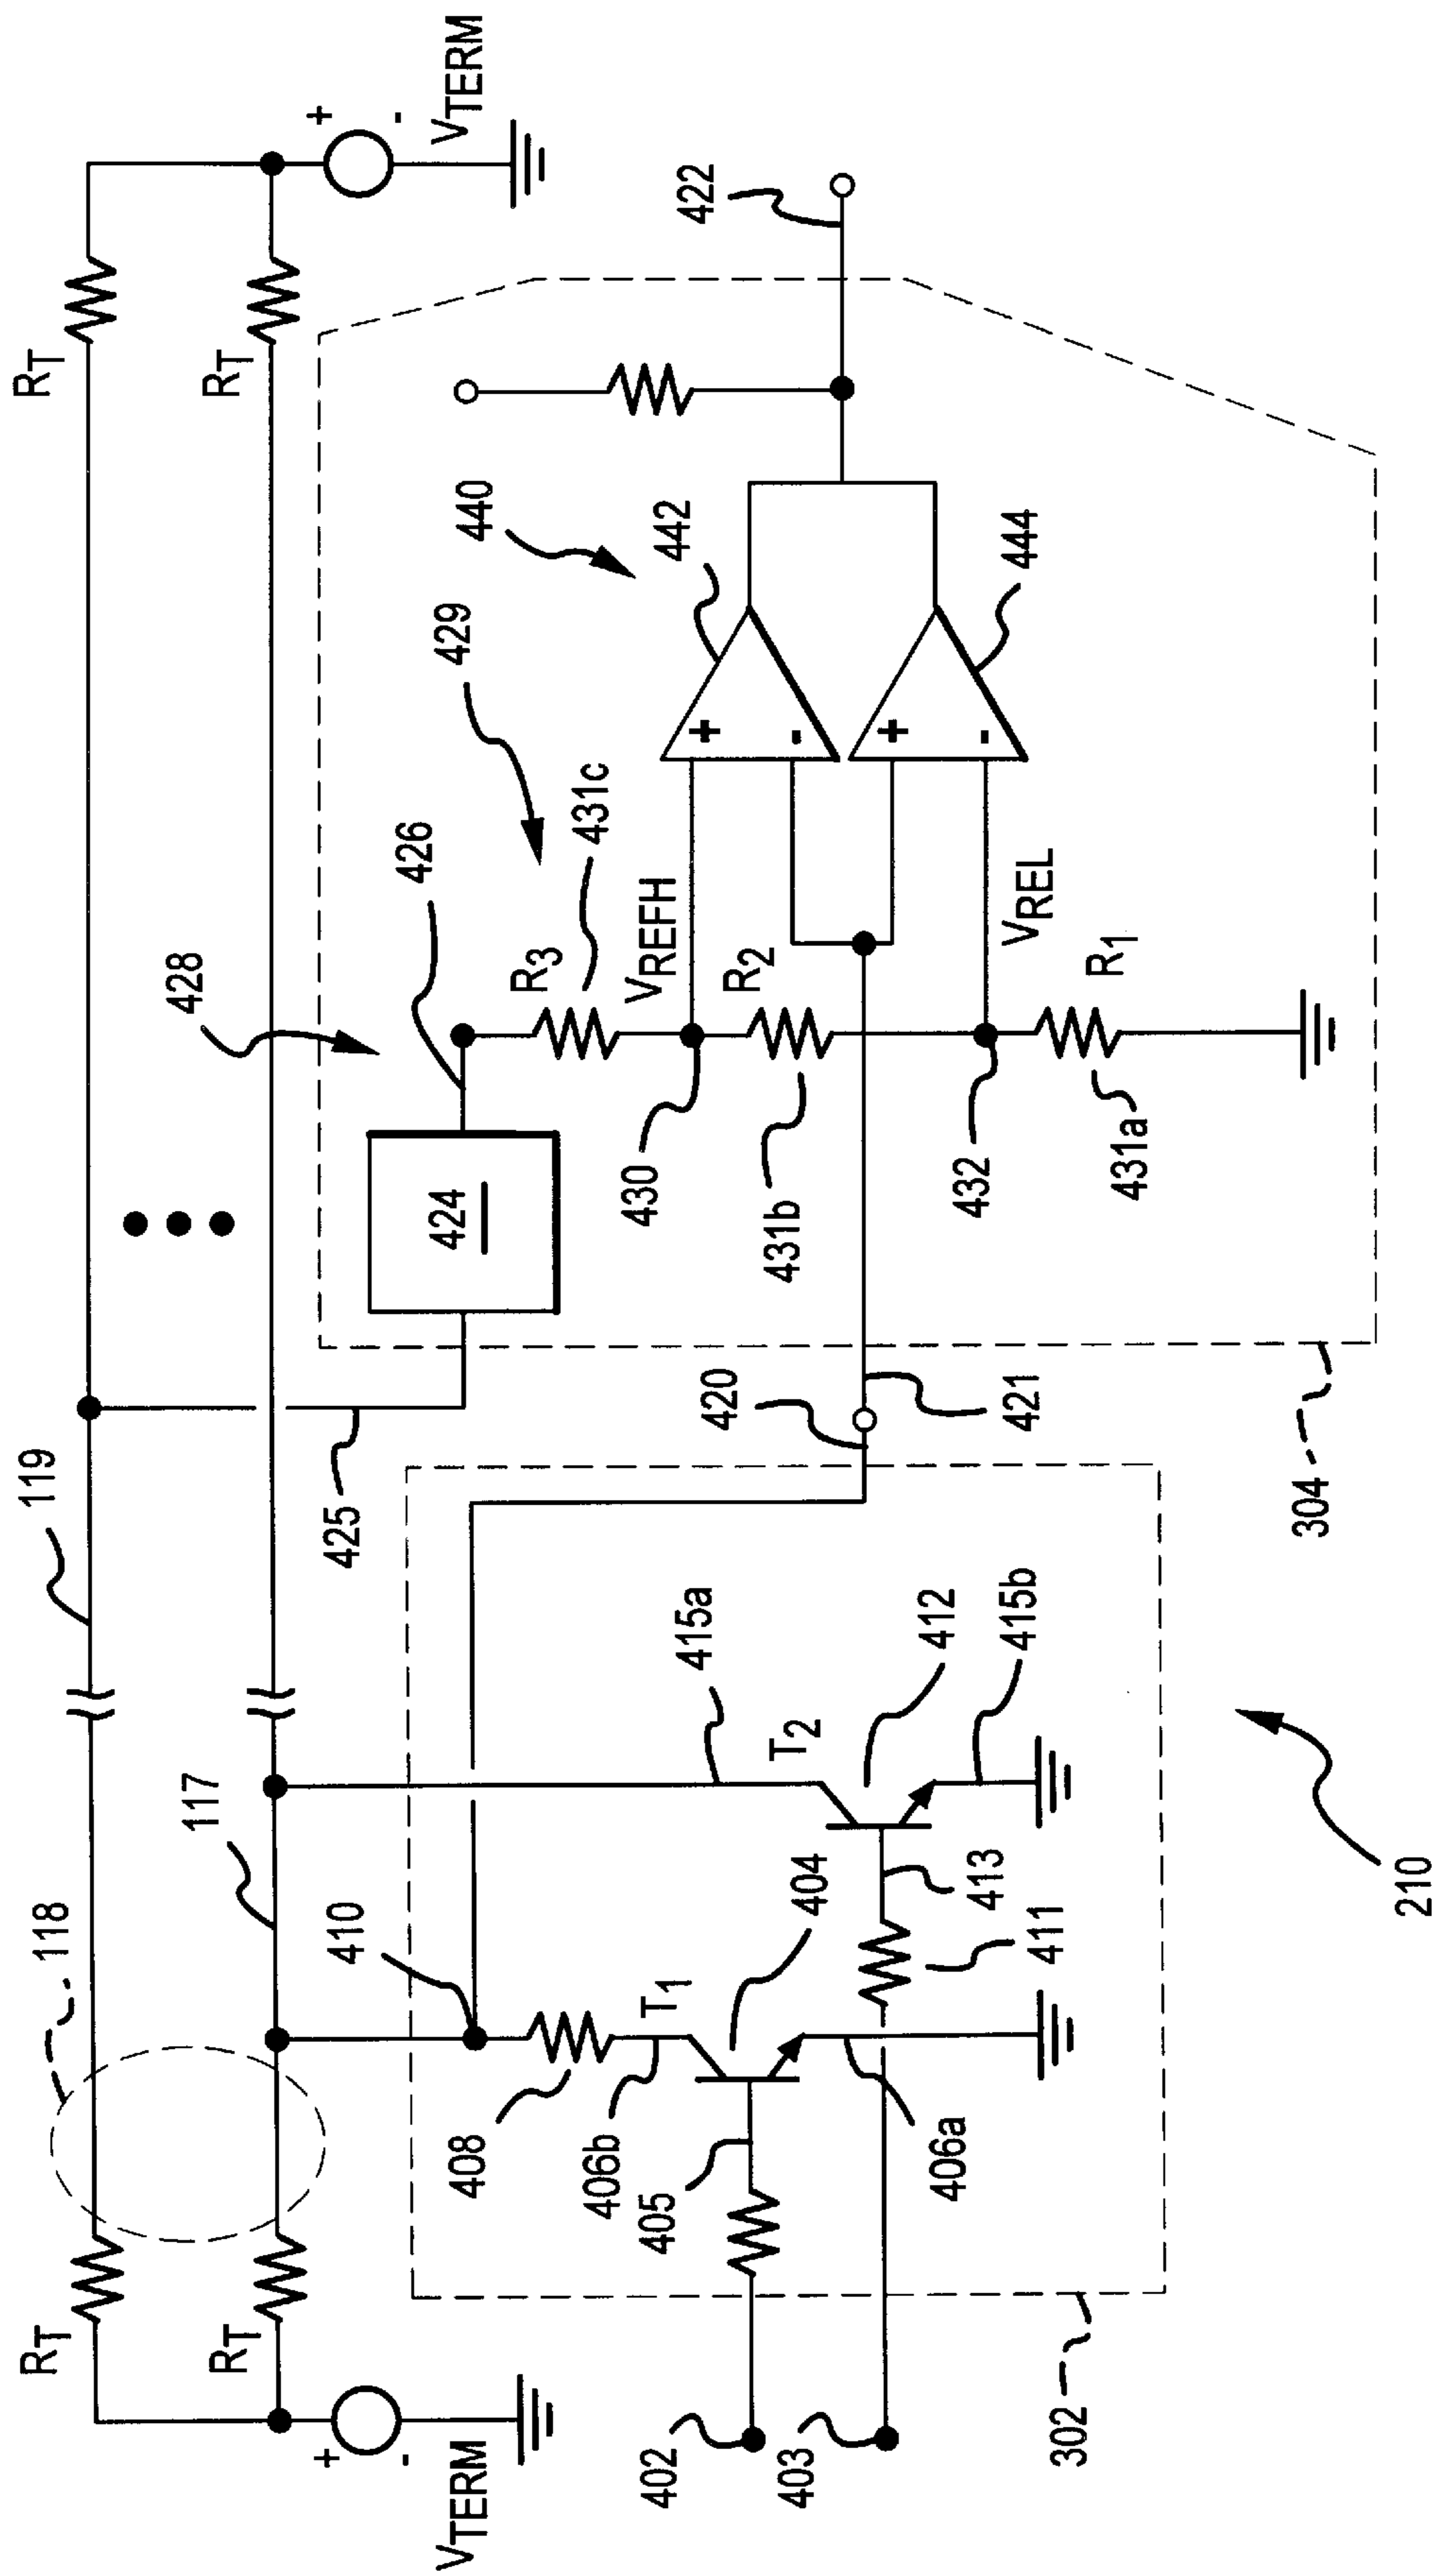 119
118
117
R_T
R_T
R_T
R_T
+
-
V_TERM
+
-
V_TERM
425
428
426
429
440
410
415a
T_2
412
415b
413
411
404
T_1
408
406b
405
406a
402
403
302
420
421
304
424
R_3
431c
V_REFH
430
R_2
431b
432
V_REL
R_1
431a
442
+
-
444
+
-
422
210